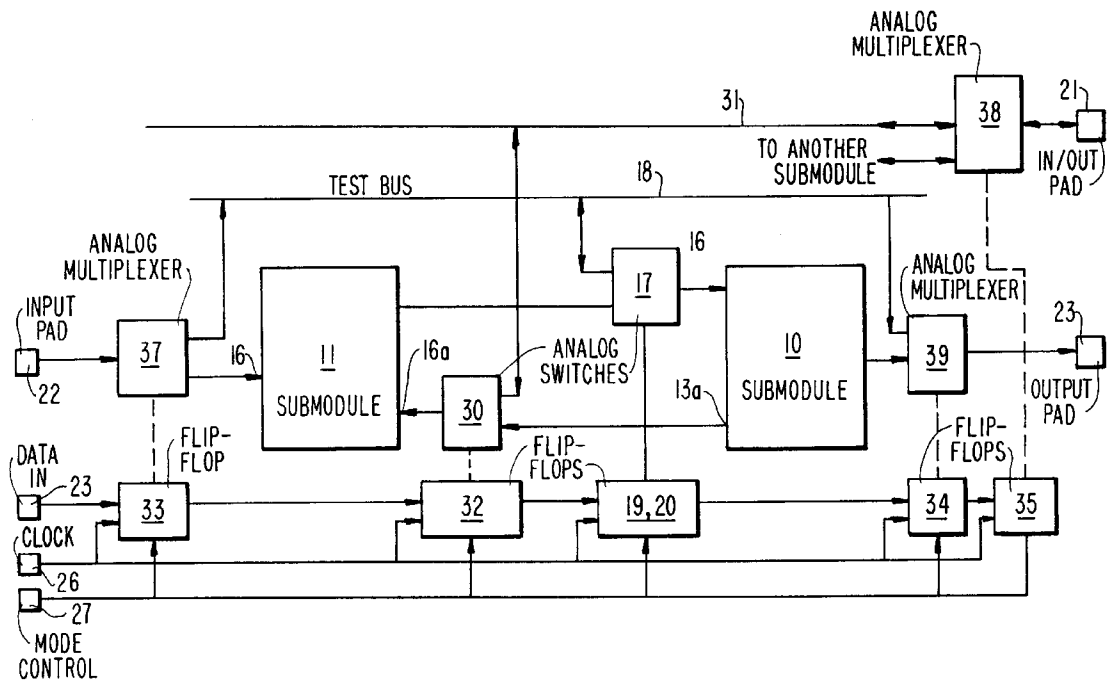 ANALOG
MULTIPLEXER
38
21
IN/OUT
PAD
31
TO ANOTHER
SUBMODULE
TEST BUS
18
ANALOG
MULTIPLEXER
INPUT
PAD
22
37
16
11
SUBMODULE
16a
30
ANALOG
SWITCHES
17
16
10
SUBMODULE
13a
ANALOG
MULTIPLEXER
39
23
OUTPUT
PAD
DATA
IN
23
FLIP-
FLOP
33
FLIP-
FLOPS
32
19, 20
FLIP-
FLOPS
34
35
CLOCK
26
27
MODE
CONTROL